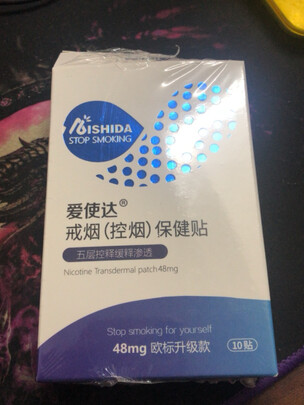 AISHIDA
STOP SMOKING
爱使达®
戒烟(控烟)保健贴
五层控释缓释渗透
Nicotine Transdermal patch48mg
Stop smoking for yourself
48mg 欧标升级款
10贴